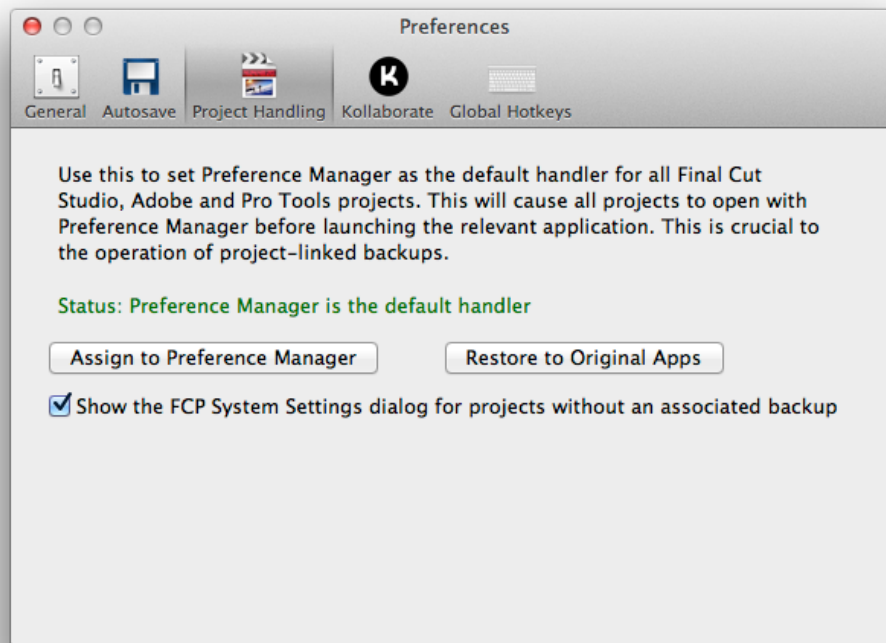 Preferences
General Autosave Project Handling Kollaborate Global Hotkeys
Use this to set Preference Manager as the default handler for all Final Cut
Studio, Adobe and Pro Tools projects. This will cause all projects to open with
Preference Manager before launching the relevant application. This is crucial to
the operation of project-linked backups.
Status: Preference Manager is the default handler
Assign to Preference Manager Restore to Original Apps
Show the FCP System Settings dialog for projects without an associated backup